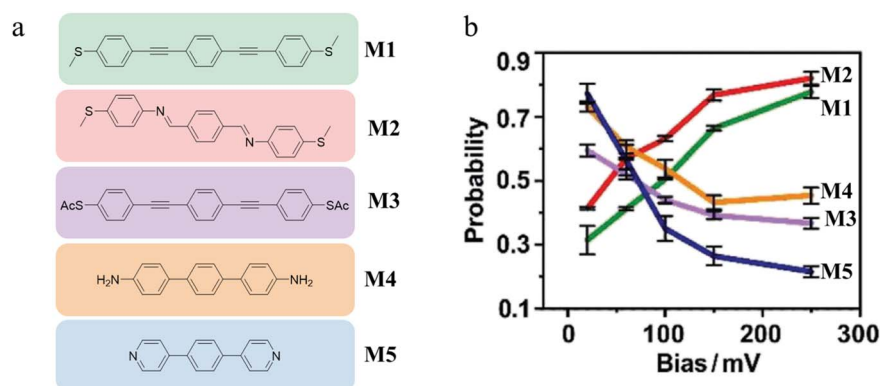 a
S
S
M1
S
N
N
S
M2
AcS
SAc
M3
H₂N
NH₂
M4
N
N
M5
b
Probability
0.9
0.7
0.5
0.3
0.1
M2
M1
M4
M3
M5
0
100
200
300
Bias / mV